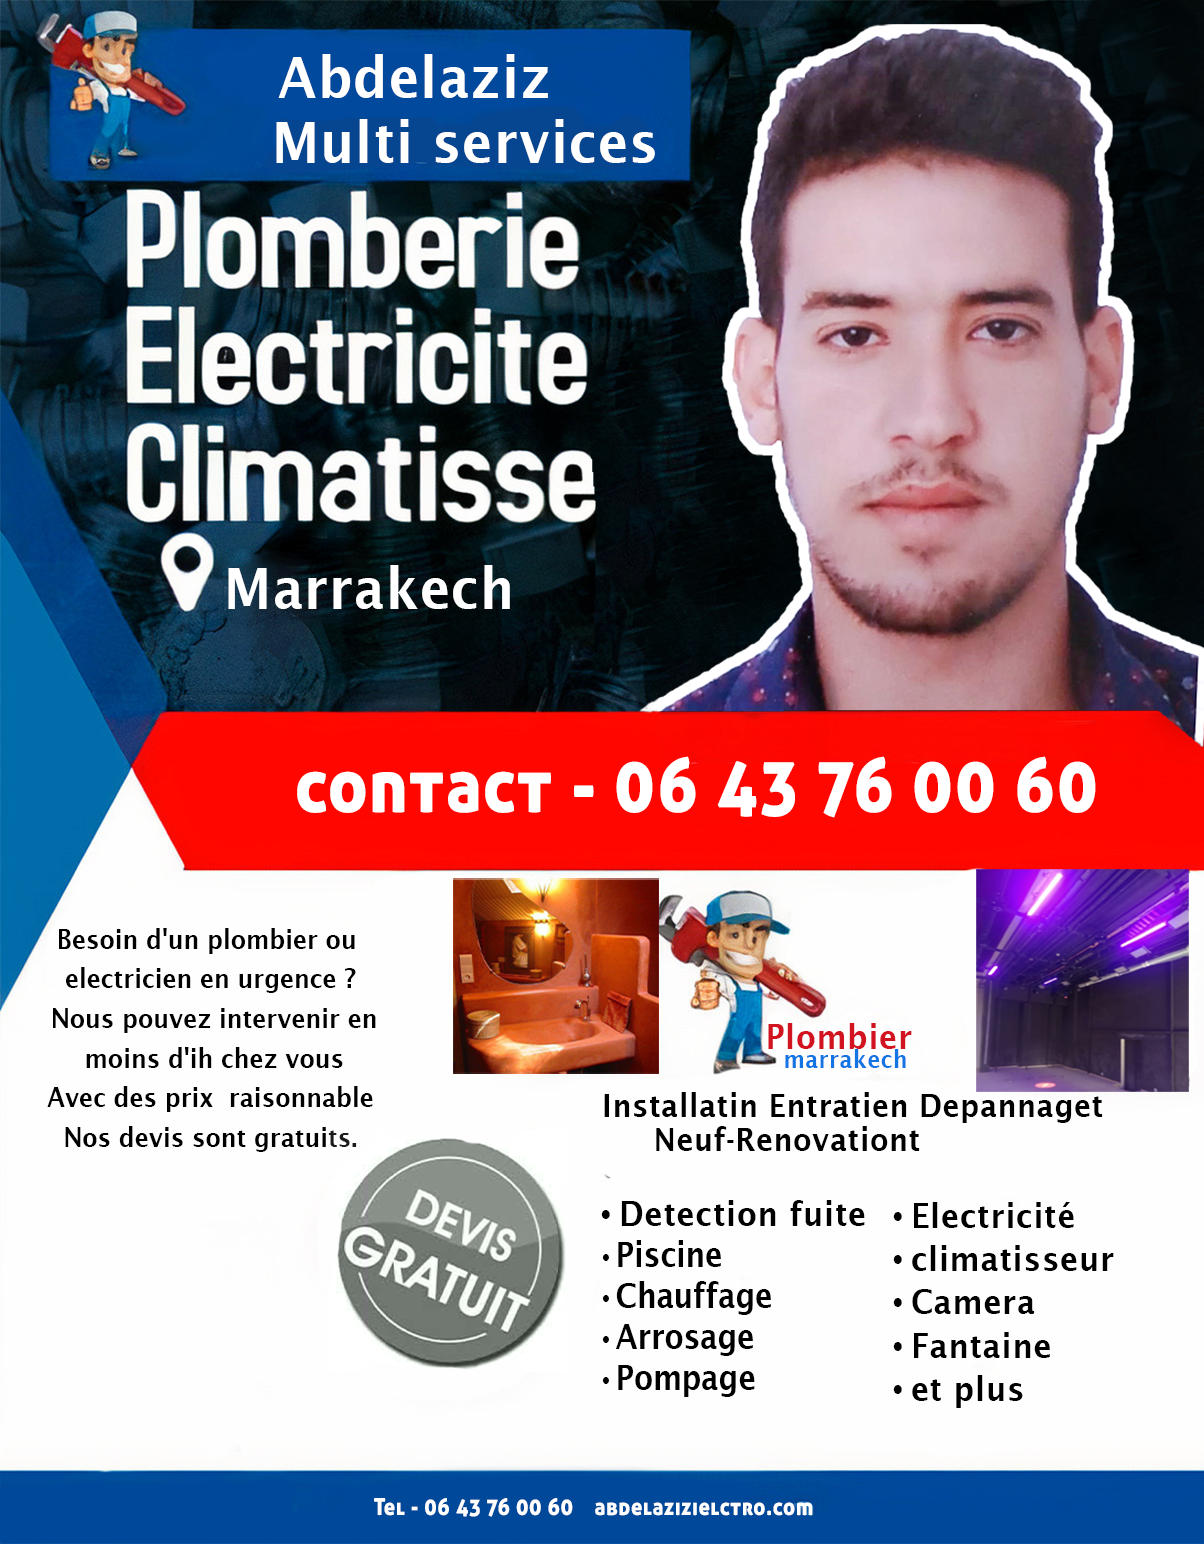 Abdelaziz
Multi services
Plomberie
Electricite
Climatisse
Marrakech
contact - 06 43 76 00 60
Besoin d'un plombier ou
electricien en urgence ?
Nous pouvez intervenir en
moins d'ih chez vous
Avec des prix raisonnable
Nos devis sont gratuits.
Plombier
marrakech
Installatin Entratien Depannaget
Neuf-Renovationt
DEVIS
GRATUIT
• Detection fuite
• Piscine
• Chauffage
• Arrosage
• Pompage
• Electricité
• climatisseur
• Camera
• Fantaine
• et plus
Tel - 06 43 76 00 60 abdelazizielctro.com